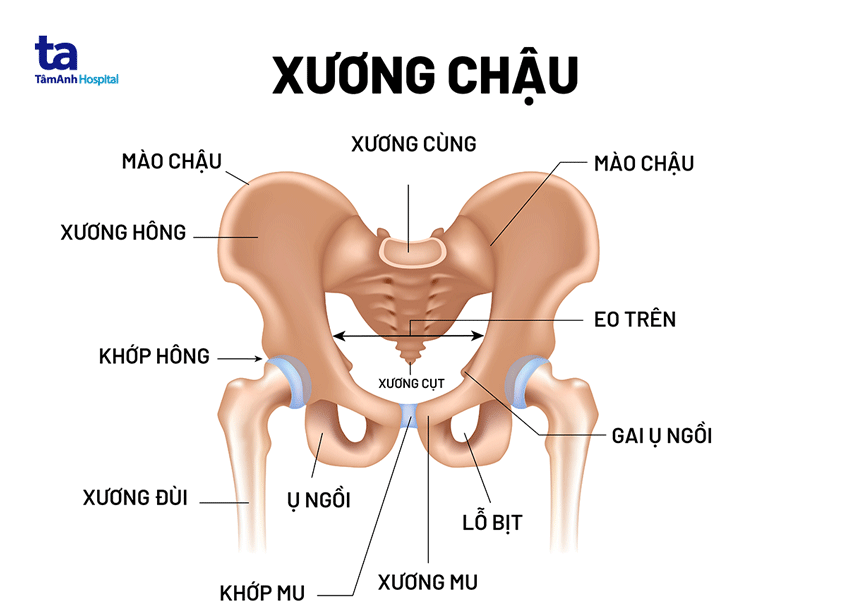 ta
TâmAnh Hospital
XƯƠNG CHẬU
XƯƠNG CÙNG
MÀO CHẬU
MÀO CHẬU
XƯƠNG HÔNG
EO TRÊN
KHỚP HÔNG
XƯƠNG CỤT
GAI Ụ NGỒI
XƯƠNG ĐÙI
Ụ NGỒI
LỖ BỊT
KHỚP MU
XƯƠNG MU